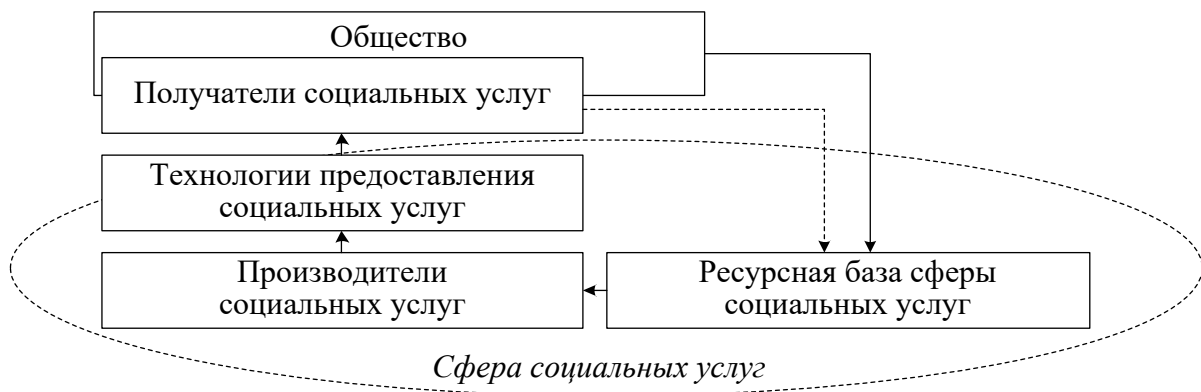 Общество
Получатели социальных услуг
Технологии предоставления
социальных услуг
Производители
социальных услуг
Ресурсная база сферы
социальных услуг
Сфера социальных услуг